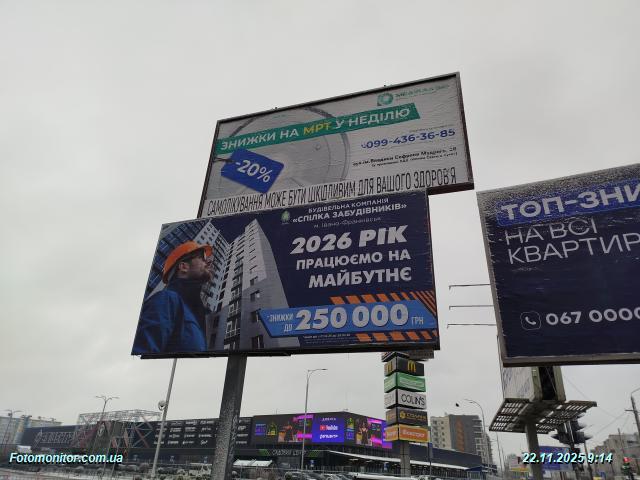 ЗНИЖКИ НА МРТ У НЕДІЛЮ
-20%
099-436-36-85
САМОЛІКУВАННЯ МОЖЕ БУТИ ШКІДЛИВИМ ДЛЯ ВАШОГО ЗДОРОВ'Я
БУДІВЕЛЬНА КОМПАНІЯ
«СПІЛКА ЗАБУДІВНИКІВ»
м. Івано-Франківськ
2026 РІК
ПРАЦЮЄМО НА
МАЙБУТНЄ
ЗНИЖКИ
ДО 250 000 ГРН
ТОП-ЗНИ
НА ВСІ
КВАРТИР
067 0000
COLIN'S
YouTube
Fotomonitor.com.ua
22.11.2025 9:14